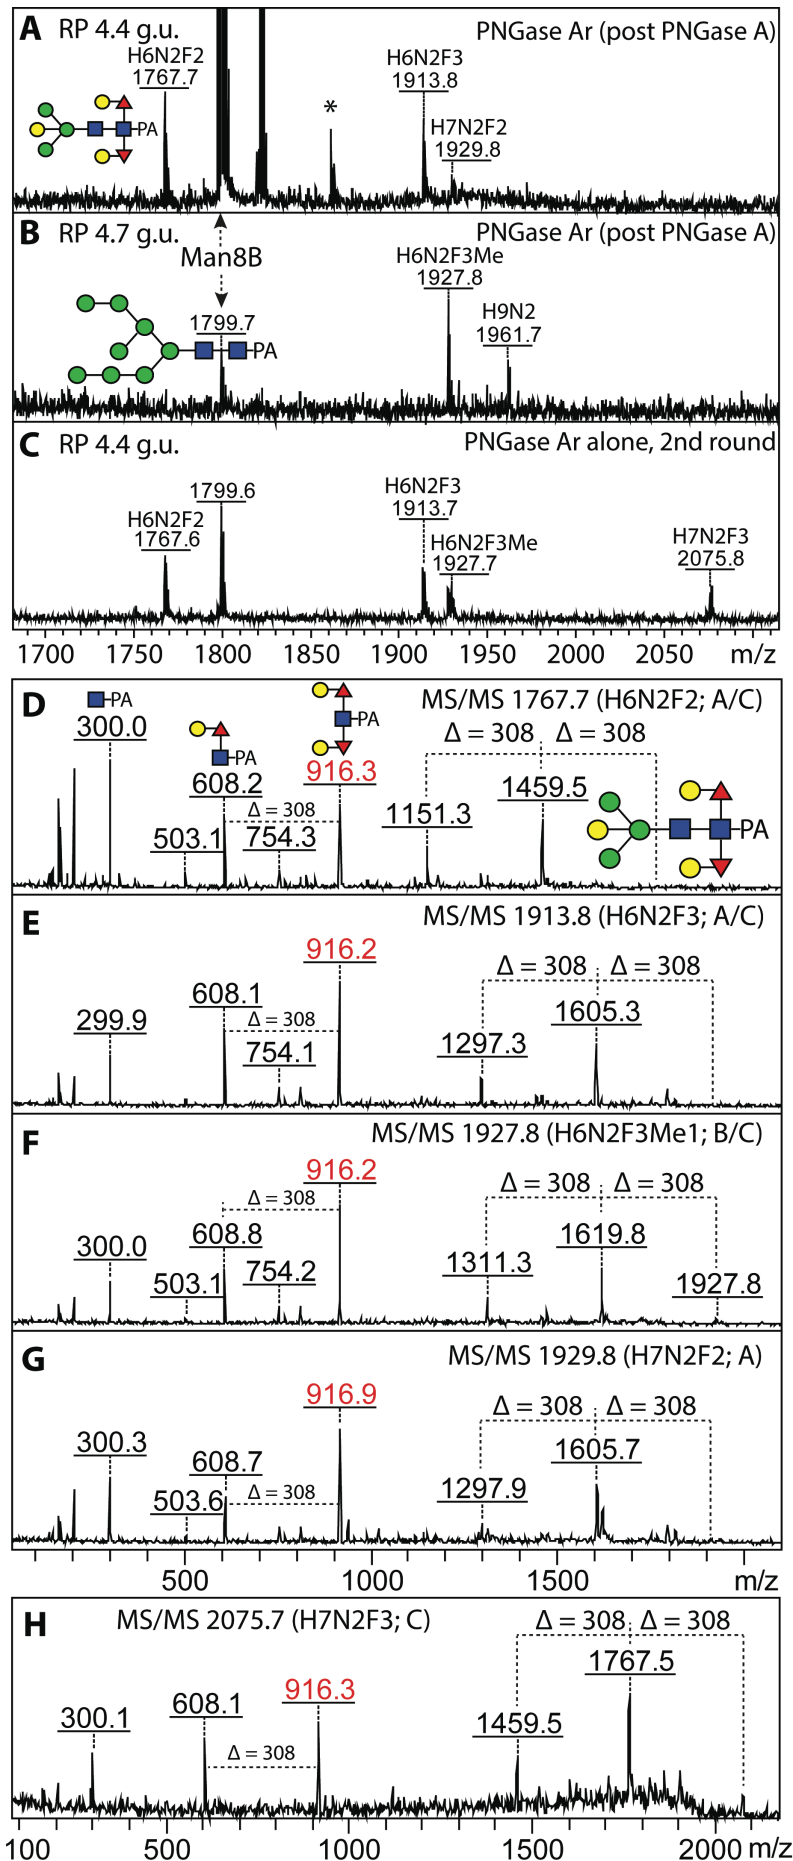 A RP 4.4 g.u. PNGase Ar (post PNGase A)
H6N2F2
1767.7
H6N2F3
1913.8
*
H7N2F2
1929.8
PA
B RP 4.7 g.u. PNGase Ar (post PNGase A)
Man8B
H6N2F3Me
1927.8
H9N2
1961.7
1799.7
PA
C RP 4.4 g.u. PNGase Ar alone, 2nd round
H6N2F2
1767.6
1799.6
H6N2F3
1913.7
H6N2F3Me
1927.7
H7N2F3
2075.8
1700 1750 1800 1850 1900 1950 2000 2050 m/z
D MS/MS 1767.7 (H6N2F2; A/C)
PA
300.0
PA
608.2
PA
916.3
Δ = 308 Δ = 308
Δ = 308
503.1
754.3
1151.3
1459.5
PA
E MS/MS 1913.8 (H6N2F3; A/C)
916.2
Δ = 308 Δ = 308
299.9
608.1
Δ = 308
754.1
1297.3
1605.3
F MS/MS 1927.8 (H6N2F3Me1; B/C)
916.2
Δ = 308
Δ = 308 Δ = 308
300.0
608.8
503.1
754.2
1311.3
1619.8
1927.8
G MS/MS 1929.8 (H7N2F2; A)
916.9
Δ = 308 Δ = 308
300.3
608.7
503.6
Δ = 308
1297.9
1605.7
500 1000 1500 m/z
H MS/MS 2075.7 (H7N2F3; C)
Δ = 308 Δ = 308
300.1
608.1
916.3
Δ = 308
1459.5
1767.5
100 500 1000 1500 2000 m/z